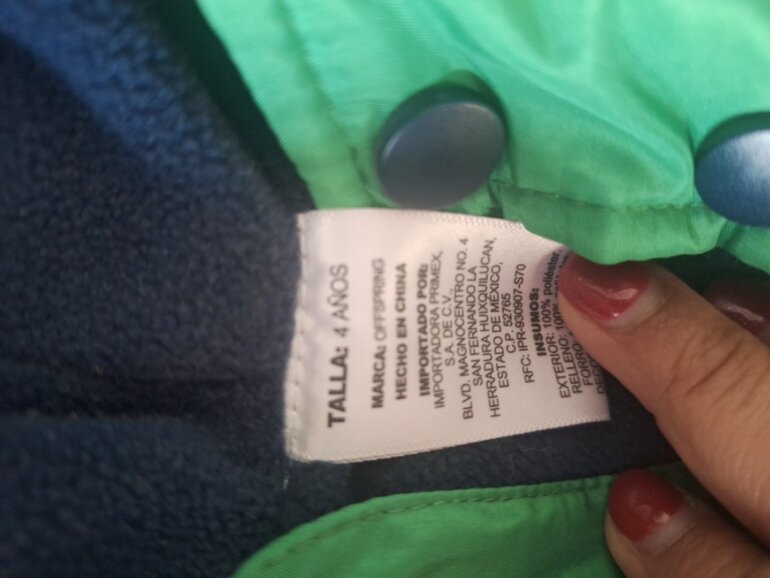 TALLA: 4 AÑOS
MARCA: OFFSPRING
HECHO EN CHINA
IMPORTADO POR:
IMPORTADORA PRIMEX,
S.A. DE C.V.,
BLVD. MAGNOCENTRO NO. 4
SAN FERNANDO LA
HERRADURA HUIXQUILUCAN,
ESTADO DE MÉXICO,
C.P. 52765
RFC: IPR-930907-S70
INSUMOS:
EXTERIOR: 100% poliéster.
RELLENO: 100%